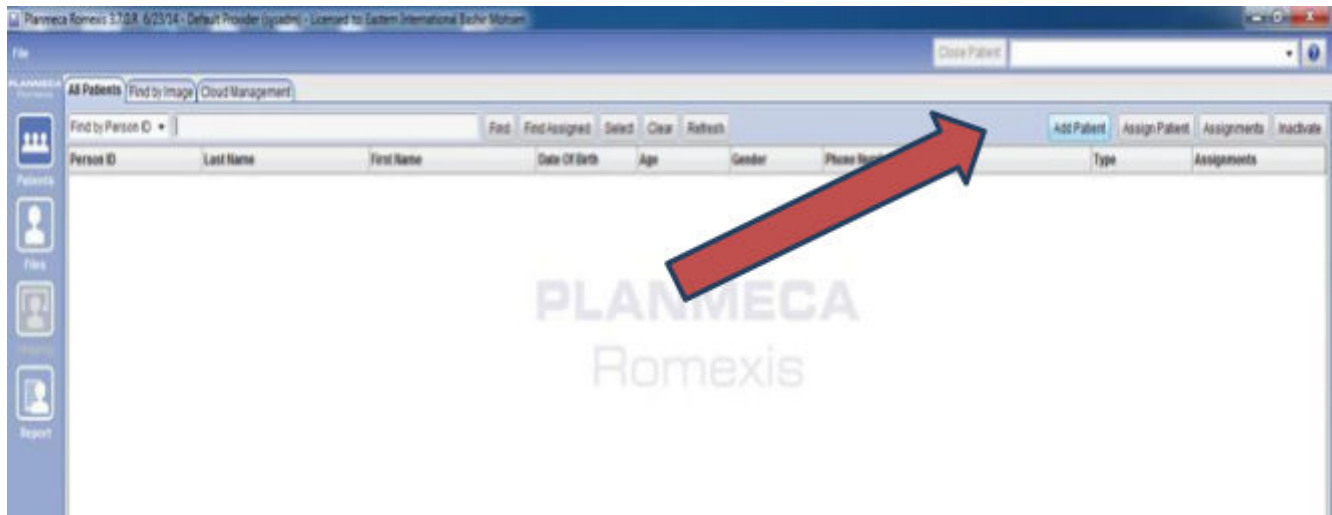 Planmeca Romexis 3.7.0.R 6/23/14 - Default Provider (sysadm) - Licensed to Eastern International Bashir Mohsen
File
Close Patient
PLANMECA
Romexis
All Patients Find by Image Cloud Management
Find by Person ID Find Find Assigned Select Clear Refresh Add Patient Assign Patient Assignments Inactivate
Person ID Last Name First Name Date Of Birth Age Gender Phone Type Assignments
Patients
Files
PLANMECA
Romexis
Report